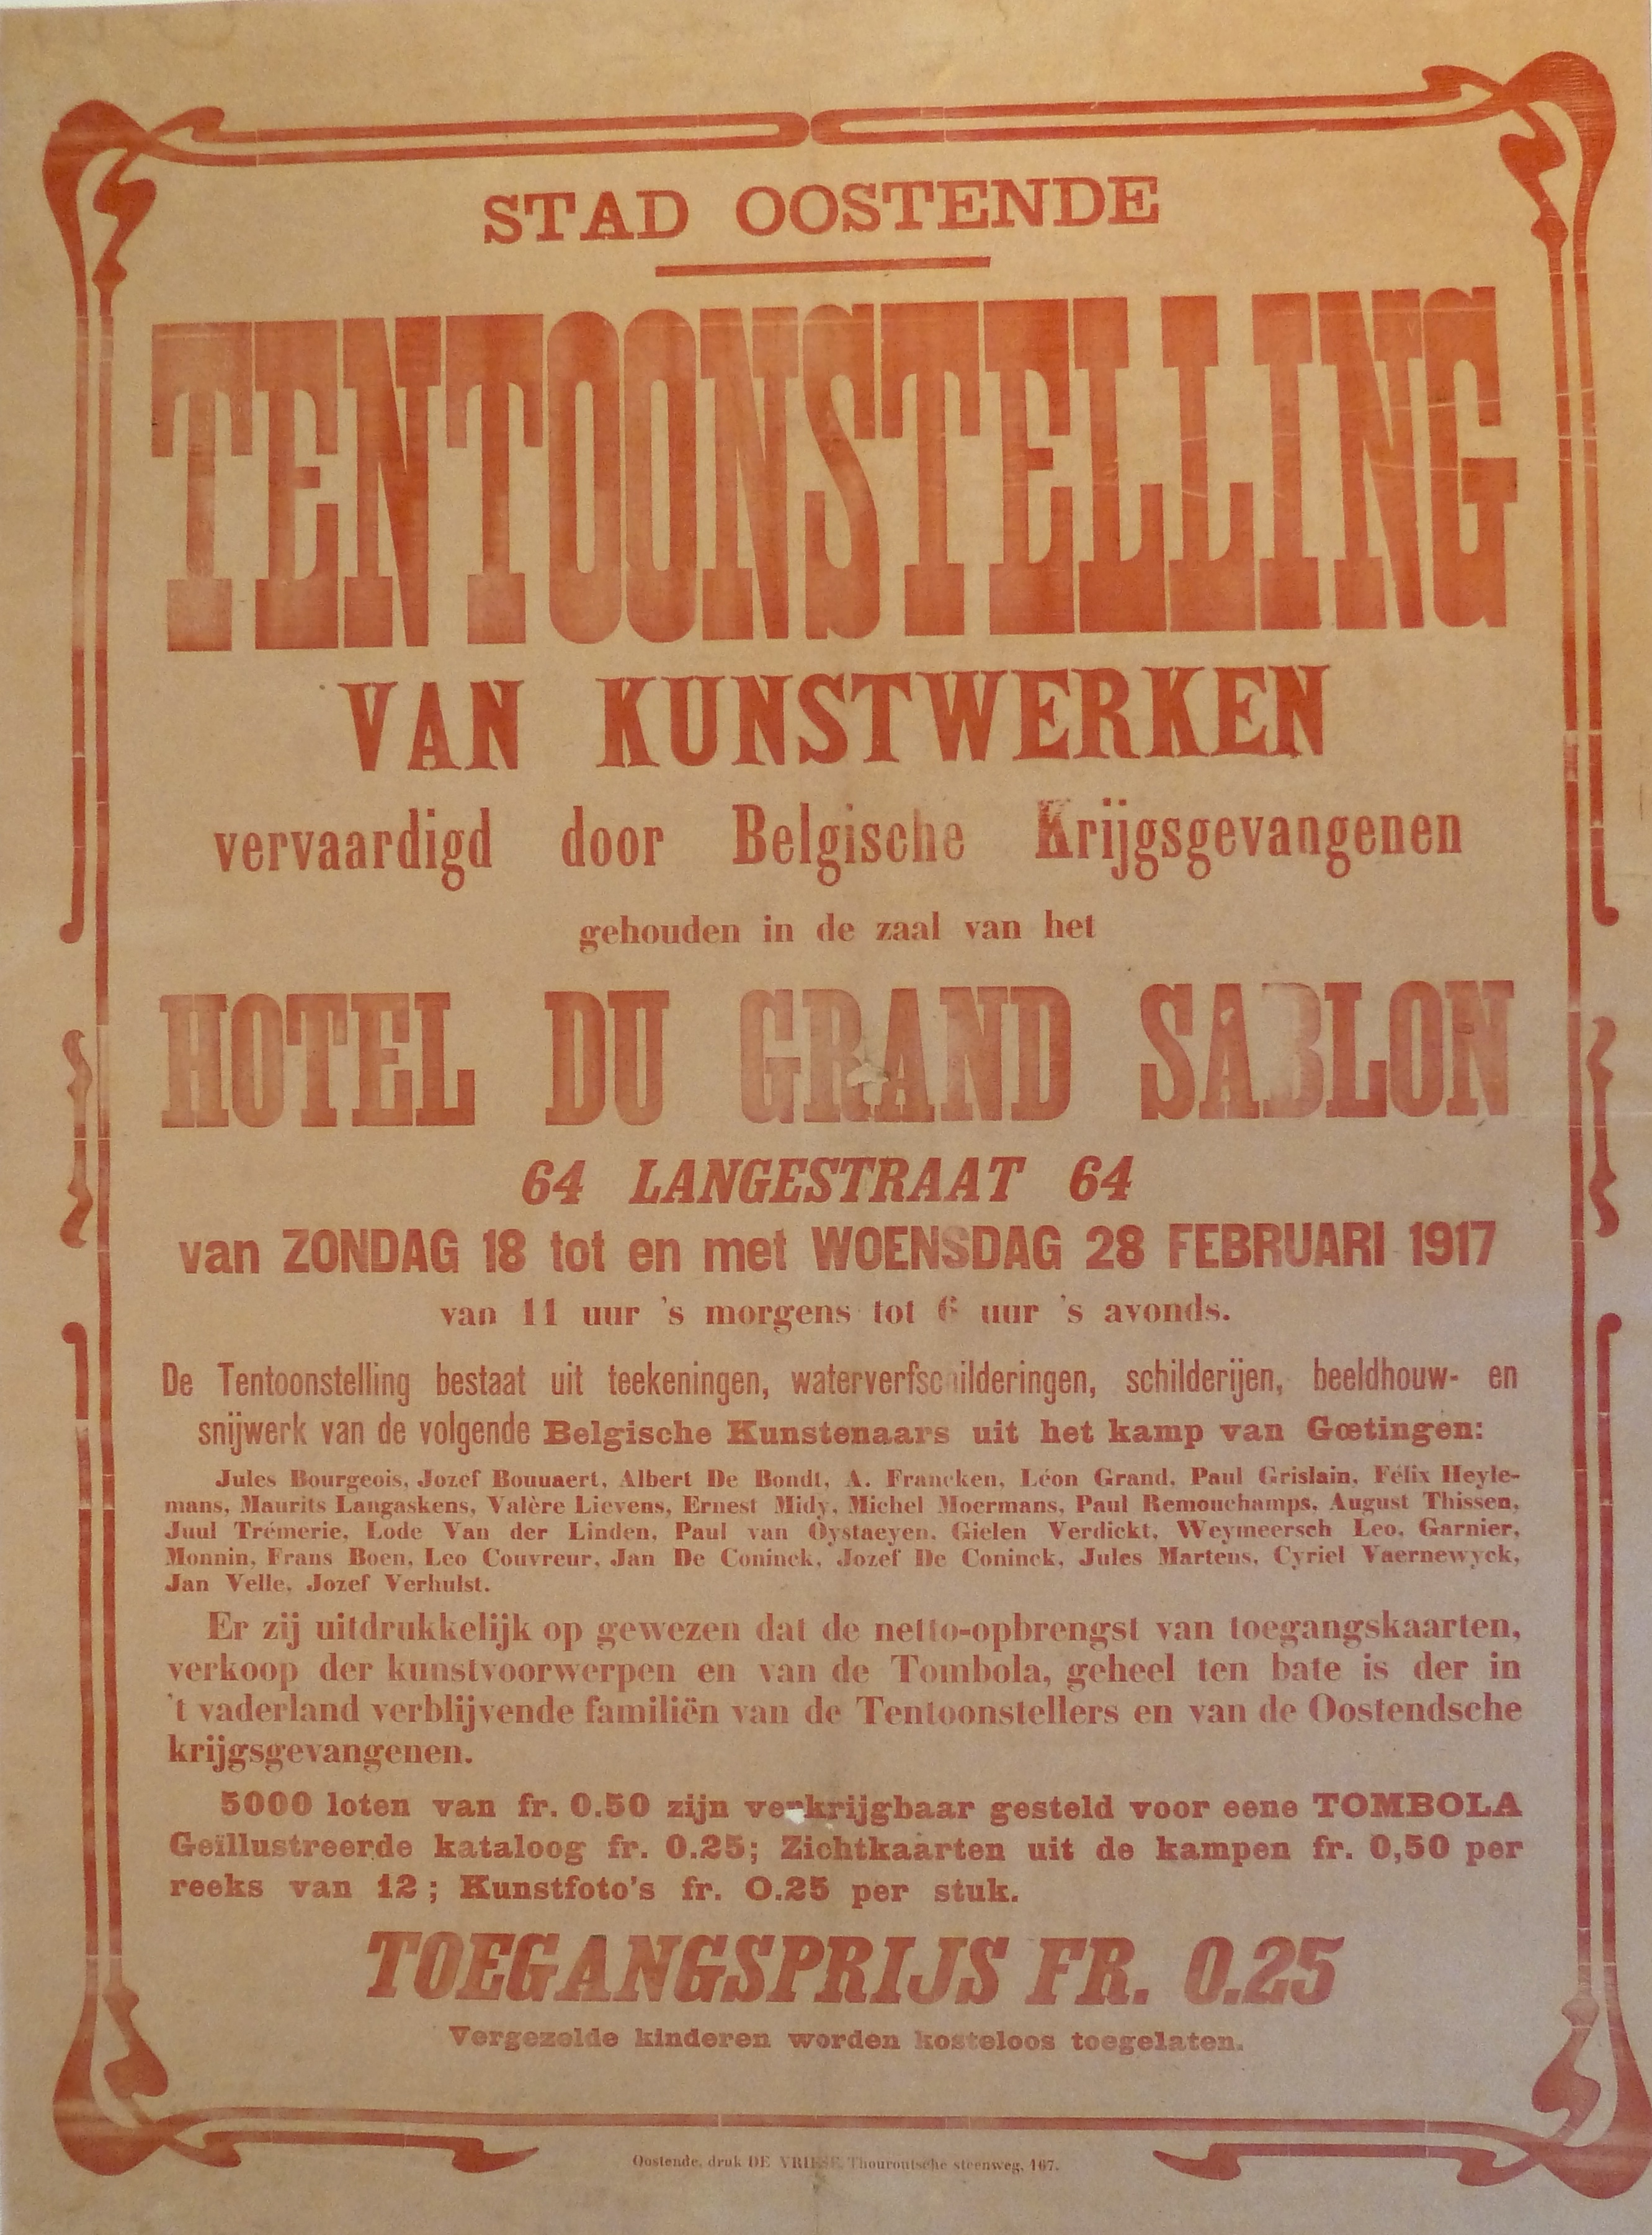 STAD OOSTENDE
TENTOONSTELLING
VAN KUNSTWERKEN
vervaardigd door Belgische Krijgsgevangenen
gehouden in de zaal van het
HOTEL DU GRAND SABLON
64 LANGESTRAAT 64
van ZONDAG 18 tot en met WOENSDAG 28 FEBRUARI 1917
van 11 uur 's morgens tot 6 uur 's avonds.
De Tentoonstelling bestaat uit teekeningen, waterverfschilderingen, schilderijen, beeldhouw- en
snijwerk van de volgende Belgische Kunstenaars uit het kamp van Gœtingen:
Jules Bourgeois, Jozef Bouuaert, Albert De Bondt, A. Francken, Léon Grand, Paul Grislain, Félix Heyle-
mans, Maurits Langaskens, Valère Lievens, Ernest Midy, Michel Moermans, Paul Remouchamps, August Thissen,
Juul Trémerie, Lode Van der Linden, Paul van Oystaeyen, Gielen Verdickt, Weymeersch Leo, Garnier,
Monnin, Frans Boen, Leo Couvreur, Jan De Coninck, Jozef De Coninck, Jules Martens, Cyriel Vaernewyck,
Jan Velle, Jozef Verhulst.
Er zij uitdrukkelijk op gewezen dat de netto-opbrengst van toegangskaarten,
verkoop der kunstvoorwerpen en van de Tombola, geheel ten bate is der in
't vaderland verblijvende familiën van de Tentoonstellers en van de Oostendsche
krijgsgevangenen.
5000 loten van fr. 0.50 zijn verkrijgbaar gesteld voor eene TOMBOLA
Geïllustreerde kataloog fr. 0.25; Zichtkaarten uit de kampen fr. 0,50 per
reeks van 12; Kunstfoto's fr. 0.25 per stuk.
TOEGANGSPRIJS FR. 0.25
Vergezelde kinderen worden kosteloos toegelaten.
Oostende, druk DE VRIESE, Thouroutsche steenweg, 167.